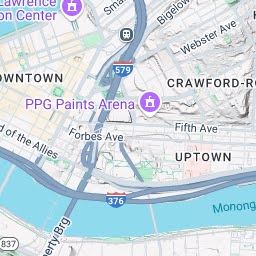 Lawrence
on Center
Small
Bigelow
Webster Ave
579
OWNTOWN
CRAWFORD-RO
PPG Paints Arena
Forbes Ave
Fifth Ave
d of the Allies
UPTOWN
376
Monong
erty Brg
837